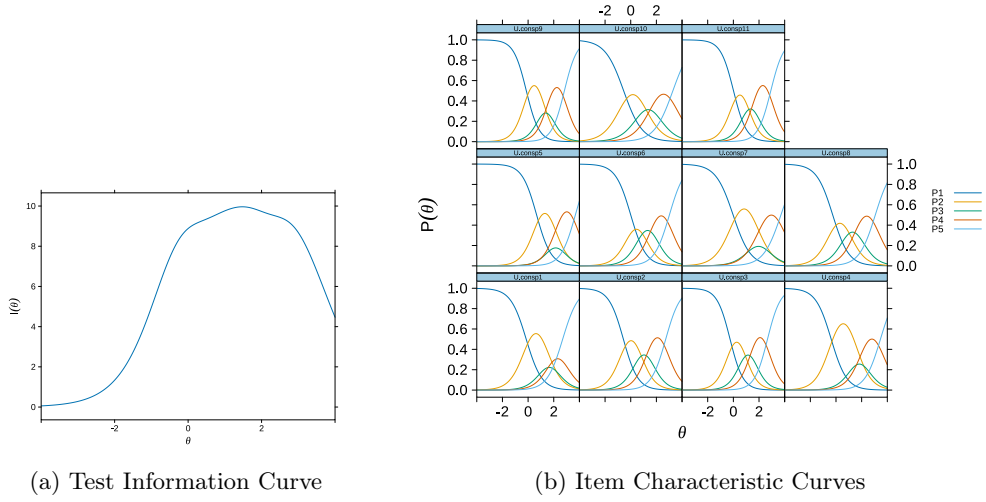 -2 0 2
U.consp9 U.consp10 U.consp11
1.0
0.8
0.6
0.4
0.2
0.0
U.consp5 U.consp6 U.consp7 U.consp8
1.0
0.8
0.6
0.4
0.2
0.0
U.consp1 U.consp2 U.consp3 U.consp4
1.0
0.8
0.6
0.4
0.2
0.0
-2 0 2 -2 0 2
P(θ)
θ
P1
P2
P3
P4
P5
10
8
6
4
2
0
I(θ)
-2 0 2
θ
(a) Test Information Curve
(b) Item Characteristic Curves